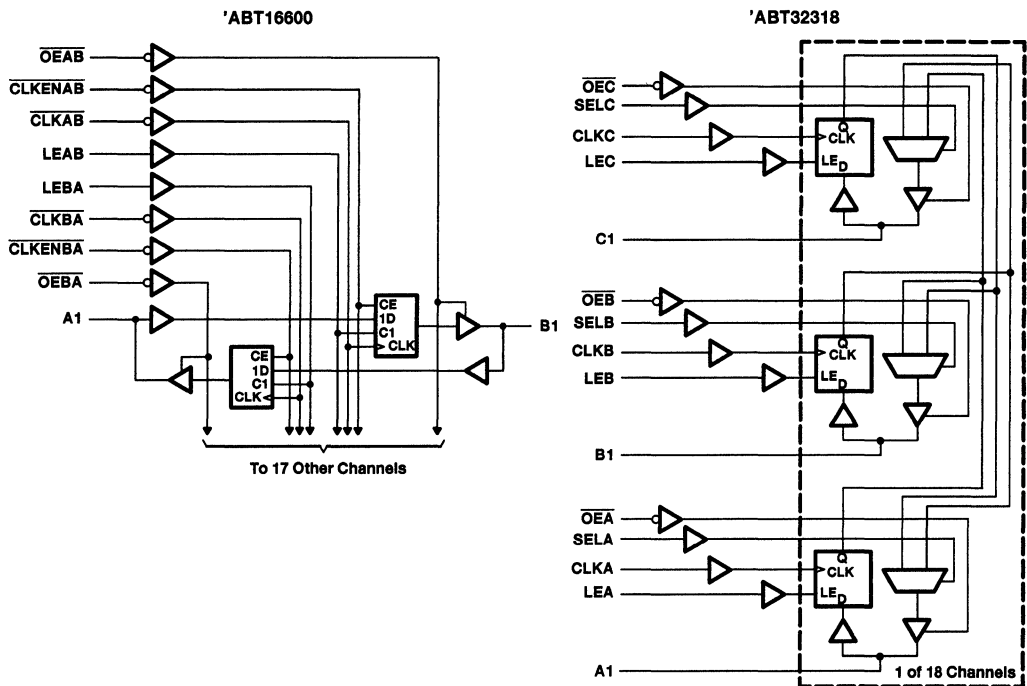 'ABT16600
OEAB
CLKENAB
CLKAB
LEAB
LEBA
CLKBA
CLKENBA
OEBA
A1
CE
1D
C1
CLK
B1
CE
1D
C1
CLK
To 17 Other Channels
'ABT32318
OEC
SELC
CLKC
LEC
Q
CLK
LE
D
C1
OEB
SELB
CLKB
LEB
Q
CLK
LE
D
B1
OEA
SELA
CLKA
LEA
Q
CLK
LE
D
A1
1 of 18 Channels